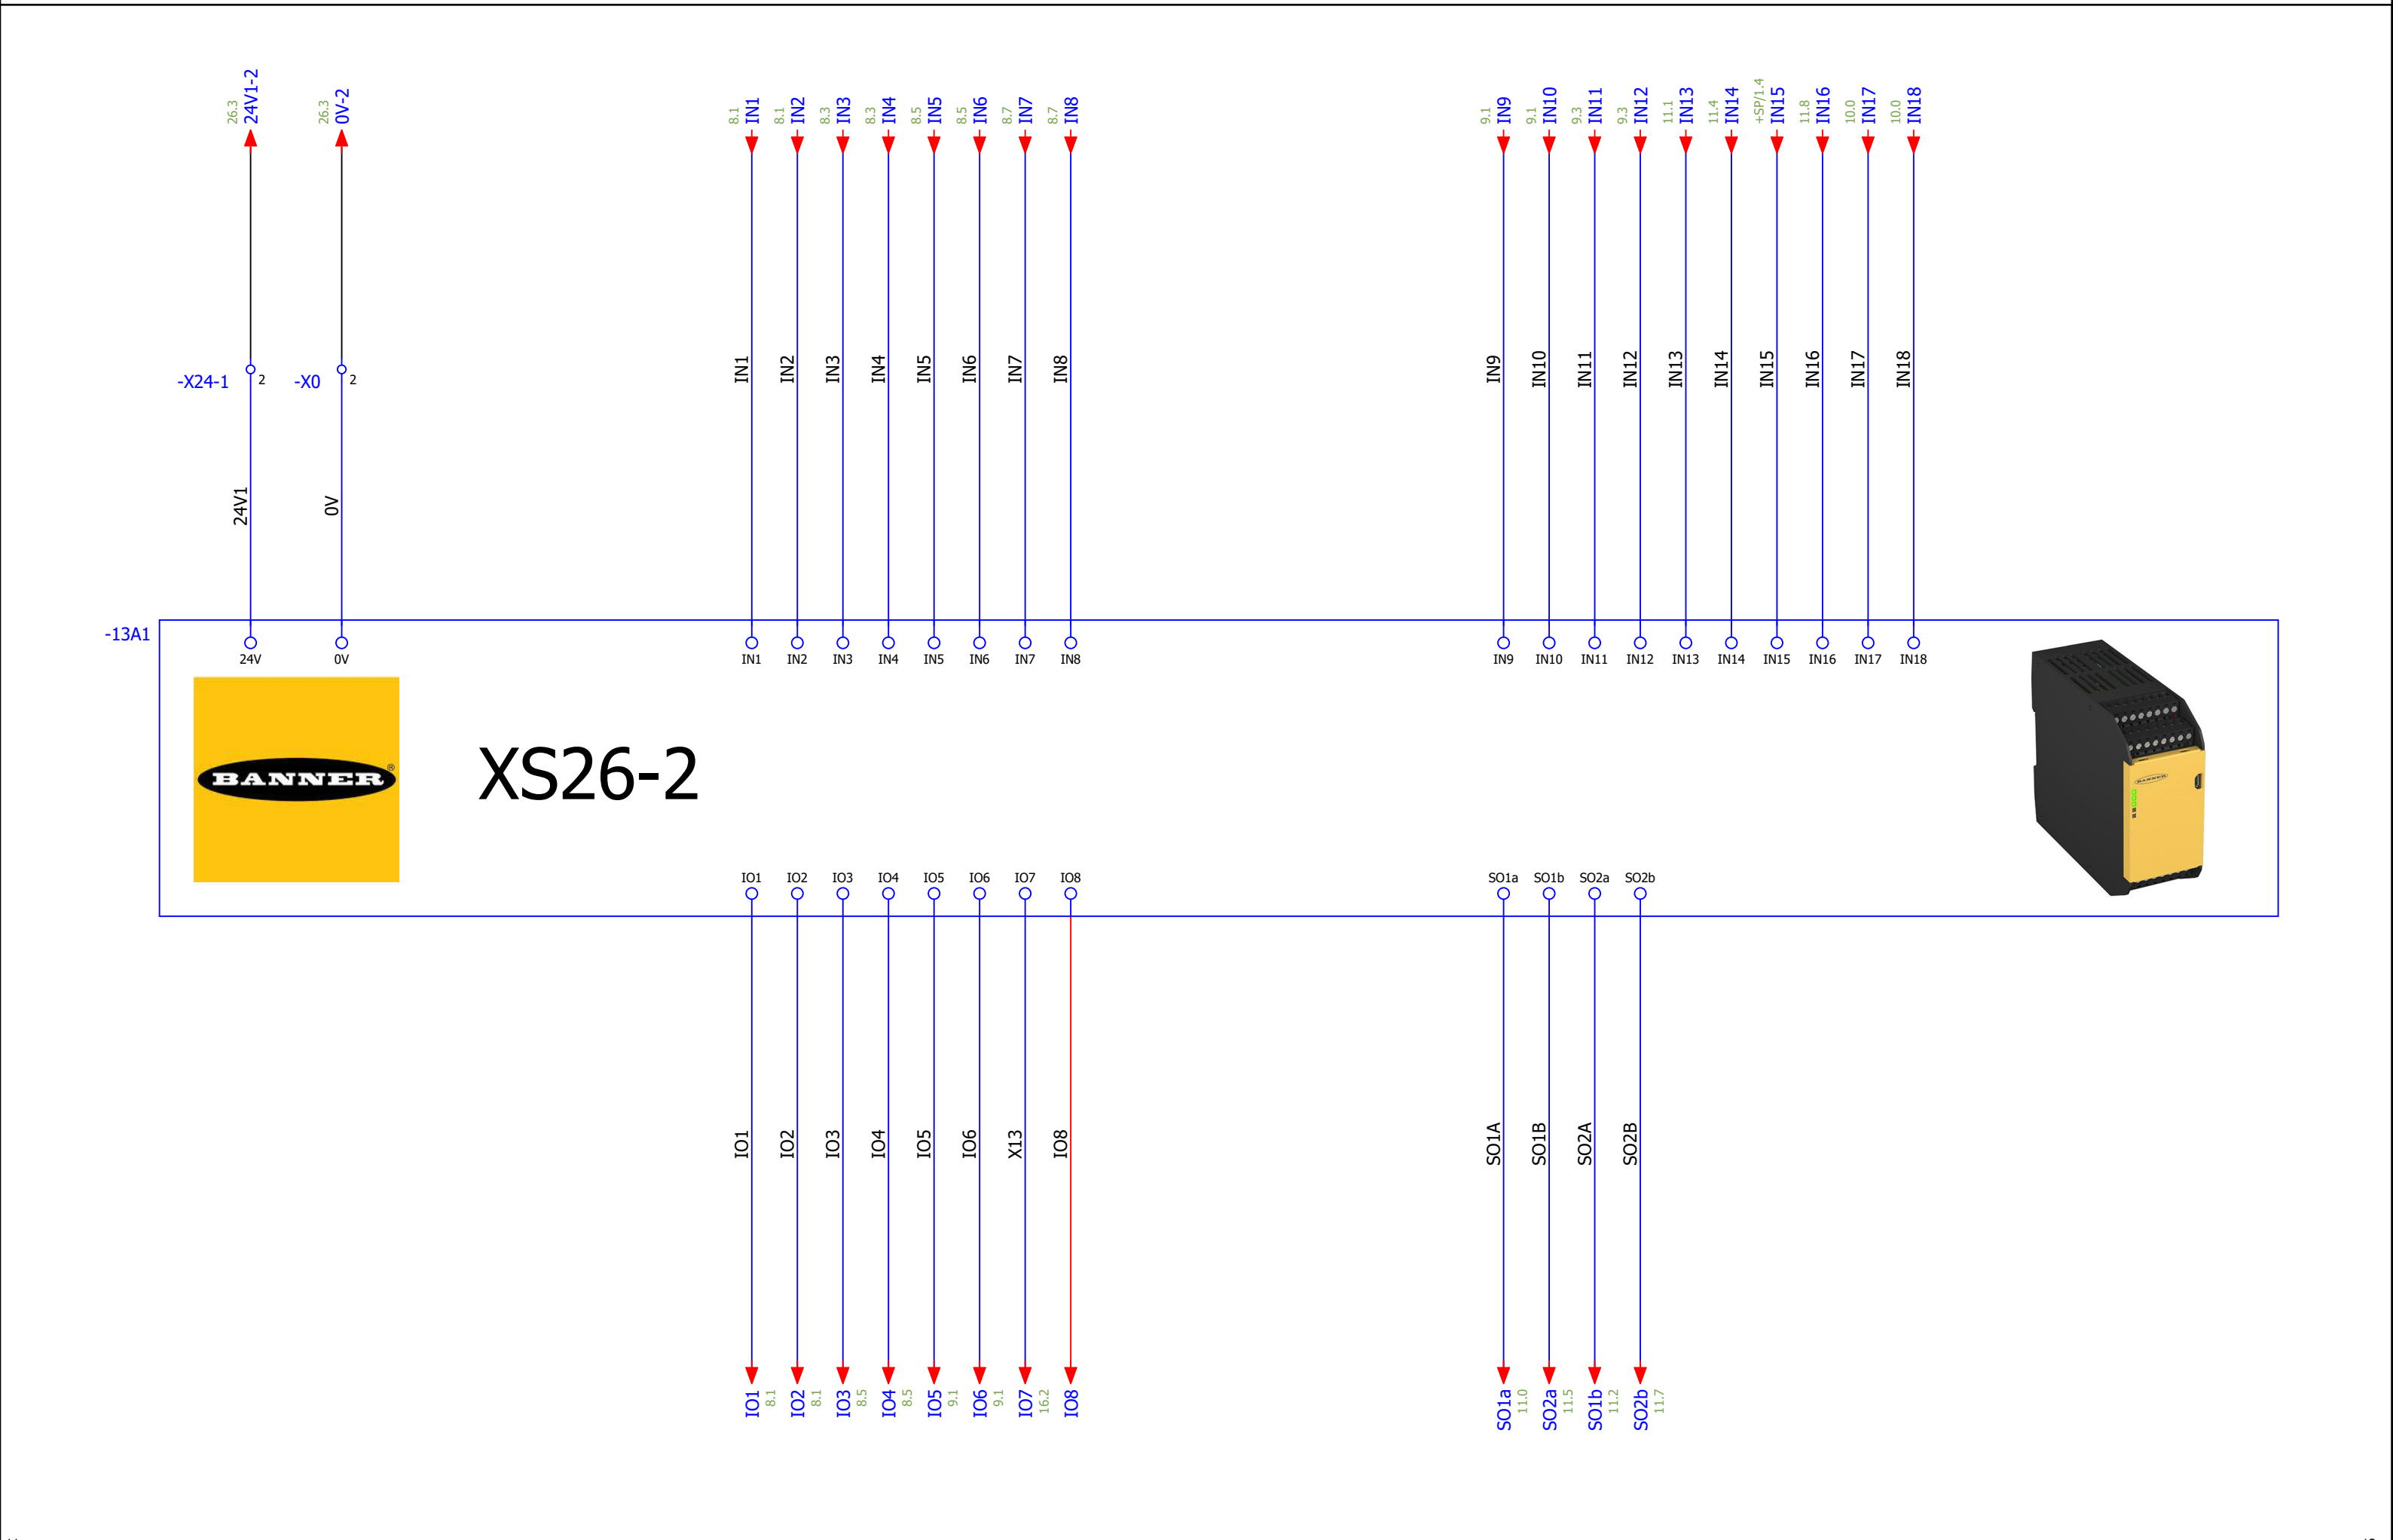 26.3 24V1-2
26.3 0V-2
8.1 IN1
8.1 IN2
8.3 IN3
8.3 IN4
8.5 IN5
8.5 IN6
8.7 IN7
8.7 IN8
9.1 IN9
9.1 IN10
9.3 IN11
9.3 IN12
11.1 IN13
11.4 IN14
+SP/1.4 IN15
11.8 IN16
10.0 IN17
10.0 IN18
-X24-1 2
-X0 2
IN1 IN2 IN3 IN4 IN5 IN6 IN7 IN8
IN9 IN10 IN11 IN12 IN13 IN14 IN15 IN16 IN17 IN18
24V1 0V
-13A1
24V 0V
IN1 IN2 IN3 IN4 IN5 IN6 IN7 IN8
IN9 IN10 IN11 IN12 IN13 IN14 IN15 IN16 IN17 IN18
BANNER®
XS26-2
BANNER
IO1 IO2 IO3 IO4 IO5 IO6 IO7 IO8
SO1a SO1b SO2a SO2b
IO1 IO2 IO3 IO4 IO5 IO6 X13 IO8
SO1A SO1B SO2A SO2B
IO1 8.1
IO2 8.1
IO3 8.5
IO4 8.5
IO5 9.1
IO6 9.1
IO7 16.2
IO8
SO1a 11.0
SO2a 11.5
SO1b 11.2
SO2b 11.7